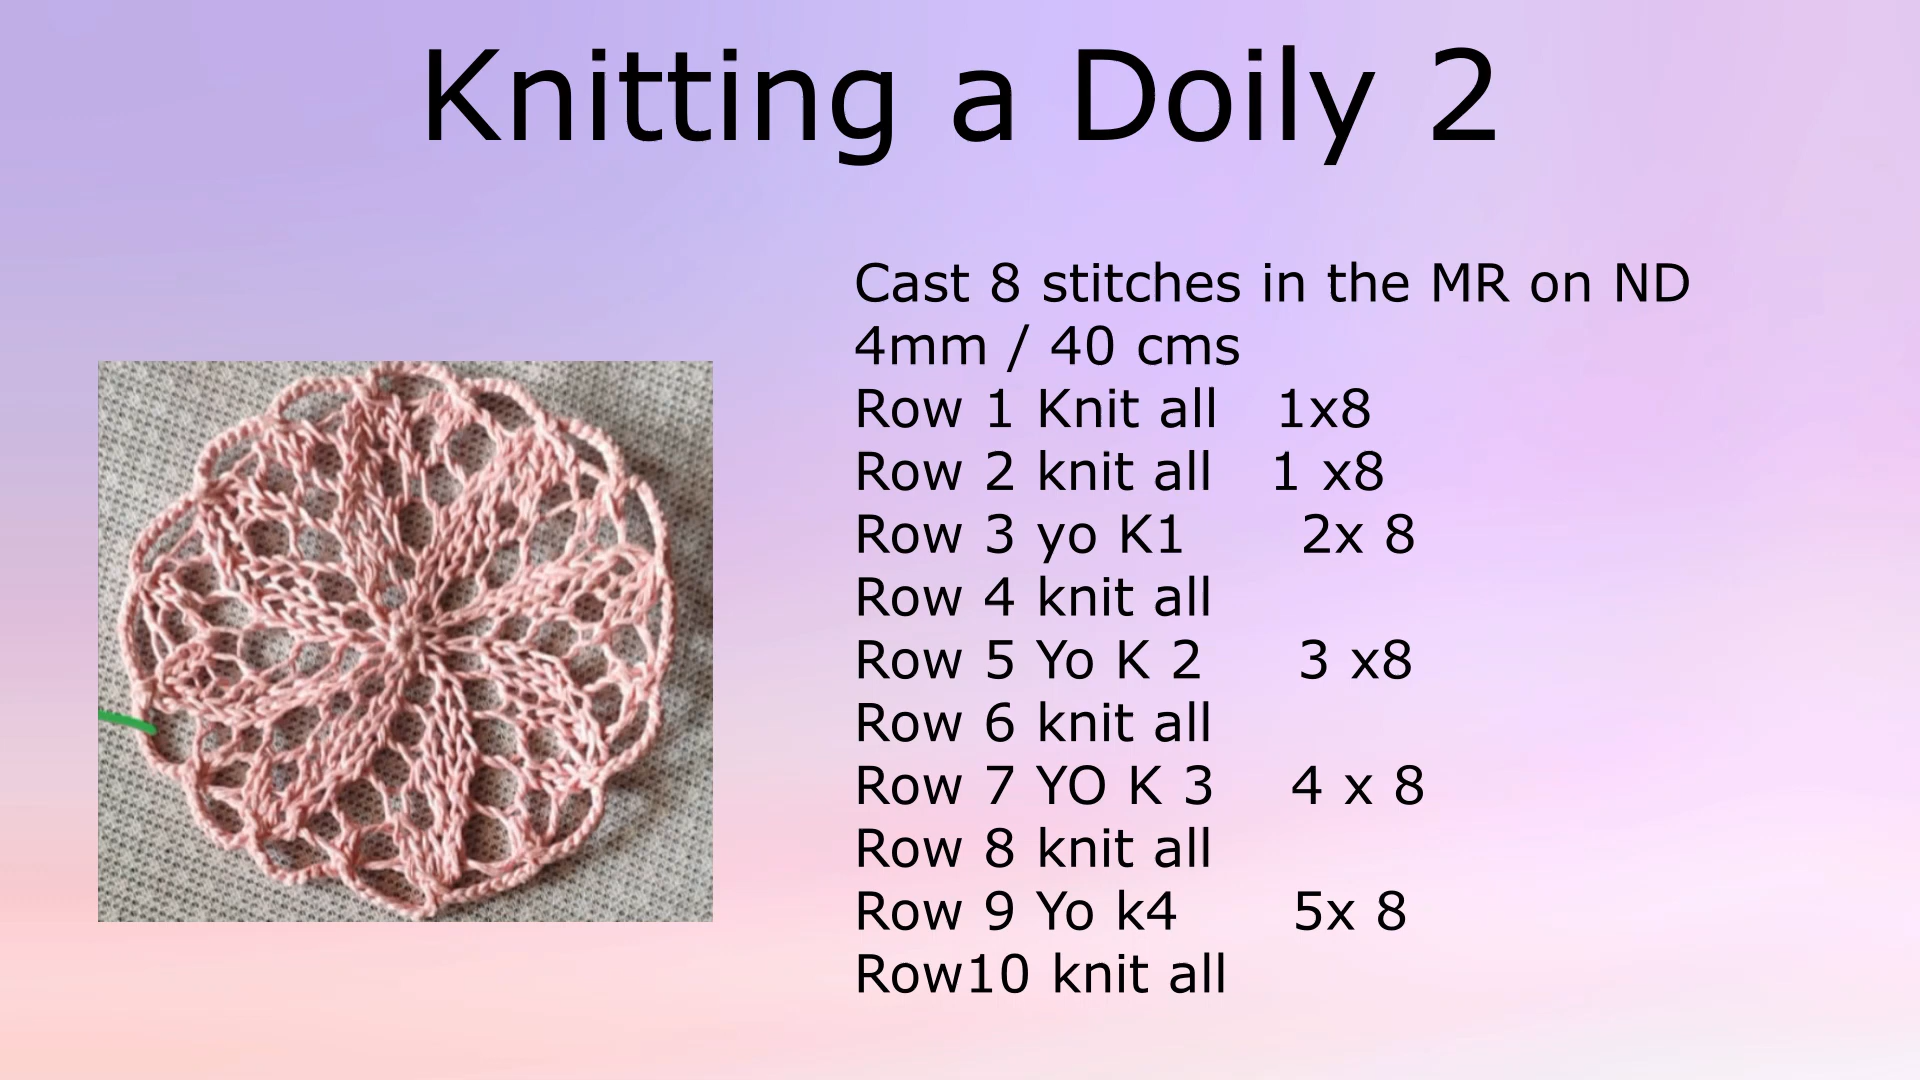 Knitting a Doily 2
Cast 8 stitches in the MR on ND
4mm / 40 cms
Row 1 Knit all 1x8
Row 2 knit all 1 x8
Row 3 yo K1 2x 8
Row 4 knit all
Row 5 Yo K 2 3 x8
Row 6 knit all
Row 7 YO K 3 4 x 8
Row 8 knit all
Row 9 Yo k4 5x 8
Row10 knit all